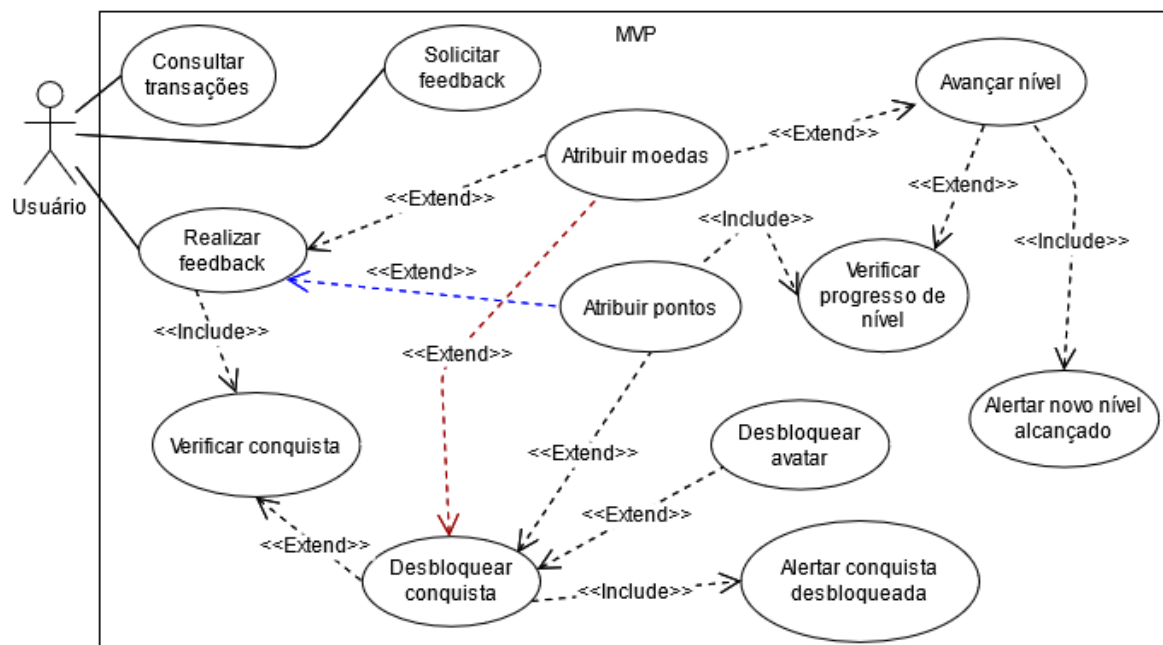 MVP
Consultar
transações
Solicitar
feedback
Avançar nível
<<Extend>>
Atribuir moedas
Usuário
<<Extend>>
<<Extend>>
<<Include>>
Realizar
feedback
<<Include>>
<<Extend>>
Verificar
progresso de
nível
Atribuir pontos
<<Include>>
<<Extend>>
Alertar novo nível
alcançado
Desbloquear
avatar
Verificar conquista
<<Extend>>
<<Extend>>
<<Extend>>
Desbloquear
conquista
Alertar conquista
desbloqueada
<<Include>>